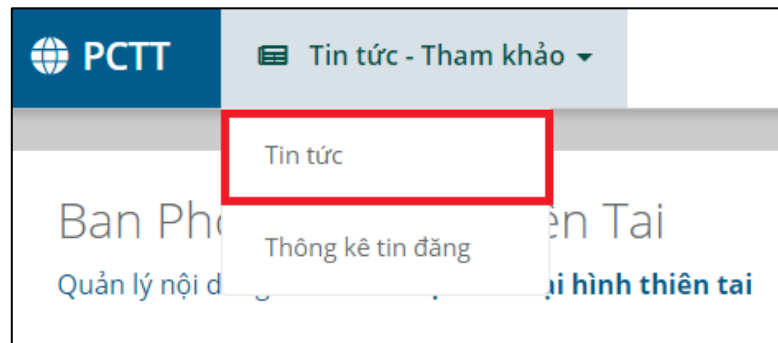 PCTT
Tin tức - Tham khảo
Tin tức
Ban Ph ên Tai
Thông kê tin đăng
Quản lý nội d ại hình thiên tai